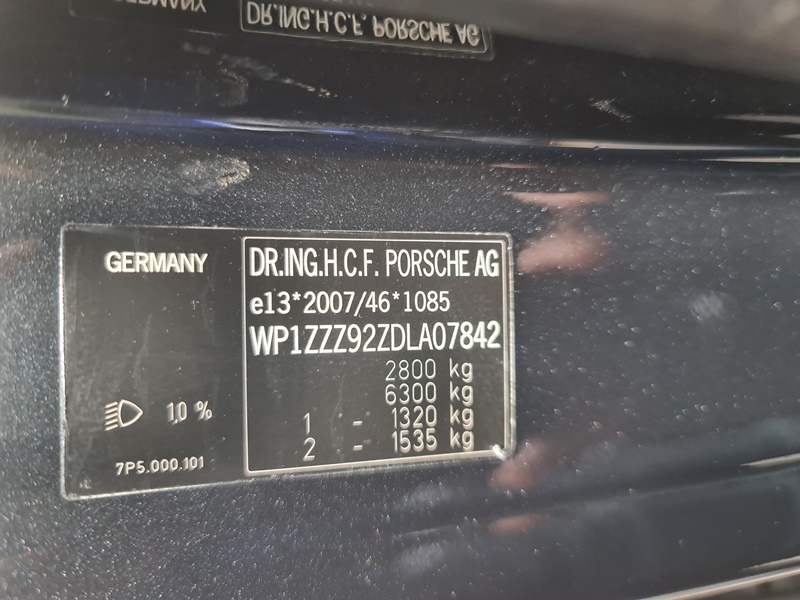 GERMANY
DR.ING.H.C.F. PORSCHE AG
GERMANY
DR.ING.H.C.F. PORSCHE AG
e13*2007/46*1085
WP1ZZZ92ZDLA07842
2800 kg
6300 kg
1 - 1320 kg
2 - 1535 kg
1,0 %
7P5.000.101